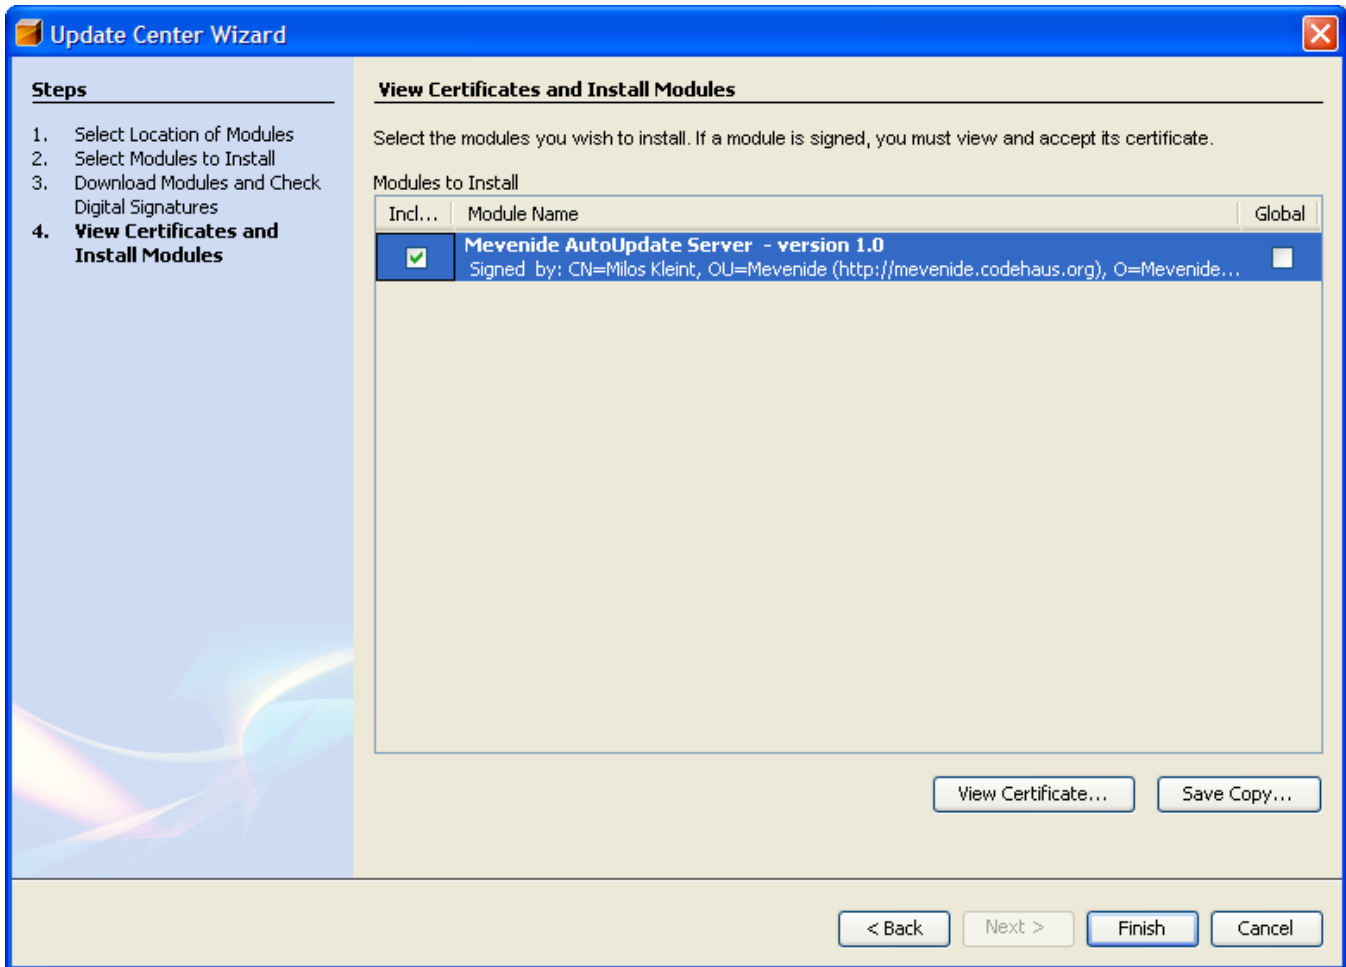 Update Center Wizard
Steps
1. Select Location of Modules
2. Select Modules to Install
3. Download Modules and Check
Digital Signatures
4. View Certificates and
Install Modules
View Certificates and Install Modules
Select the modules you wish to install. If a module is signed, you must view and accept its certificate.
Modules to Install
Incl... Module Name Global
Mevenide AutoUpdate Server - version 1.0
Signed by: CN=Milos Kleint, OU=Mevenide (http://mevenide.codehaus.org), O=Mevenide...
View Certificate... Save Copy...
< Back Next > Finish Cancel